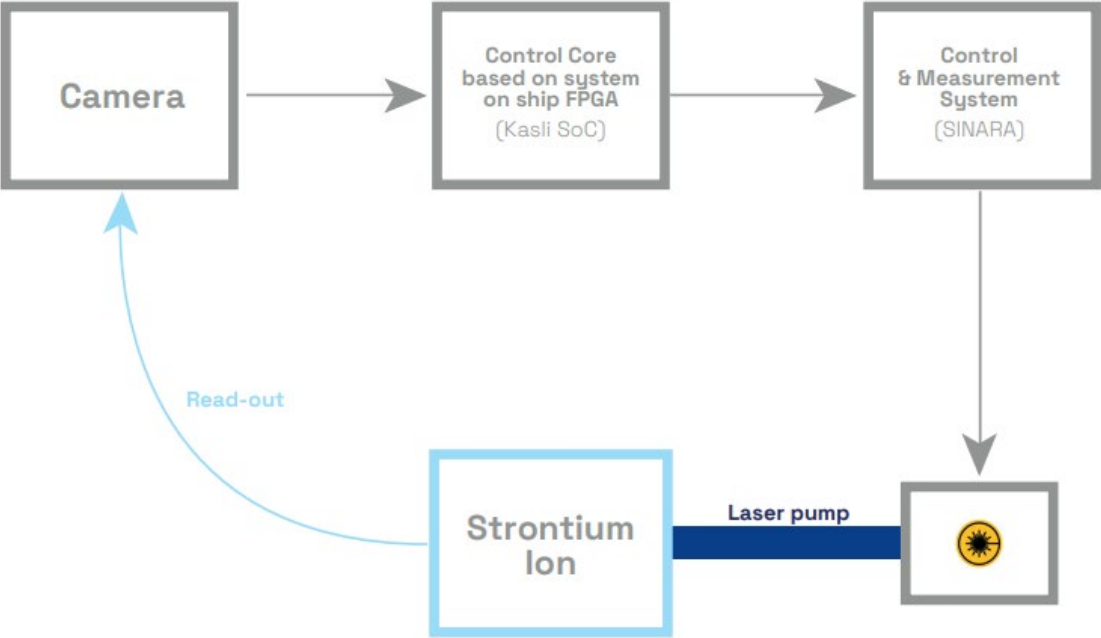 Camera
Control Core
based on system
on ship FPGA
(Kasli SoC)
Control
& Measurement
System
(SINARA)
Read-out
Strontium
Ion
Laser pump